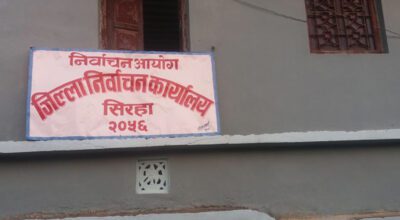 निर्वाचन आयोग
जिल्ला निर्वाचन कार्यालय
सिरहा
२०५६